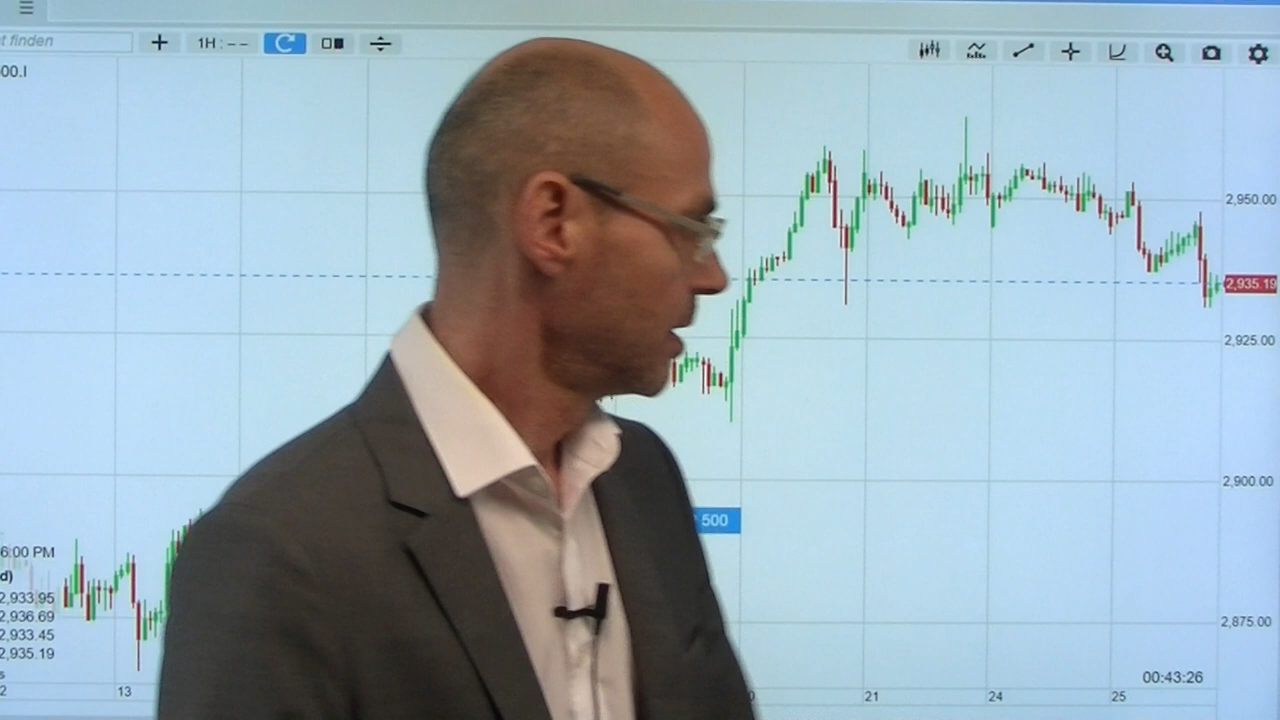 t finden
1H : – –
00.I
2,950.00
2,935.19
2,925.00
2,900.00
500
6:00 PM
d)
2,933.95
2,936.69
2,933.45
2,935.19
s
2,875.00
00:43:26
2
13
0
21
24
25